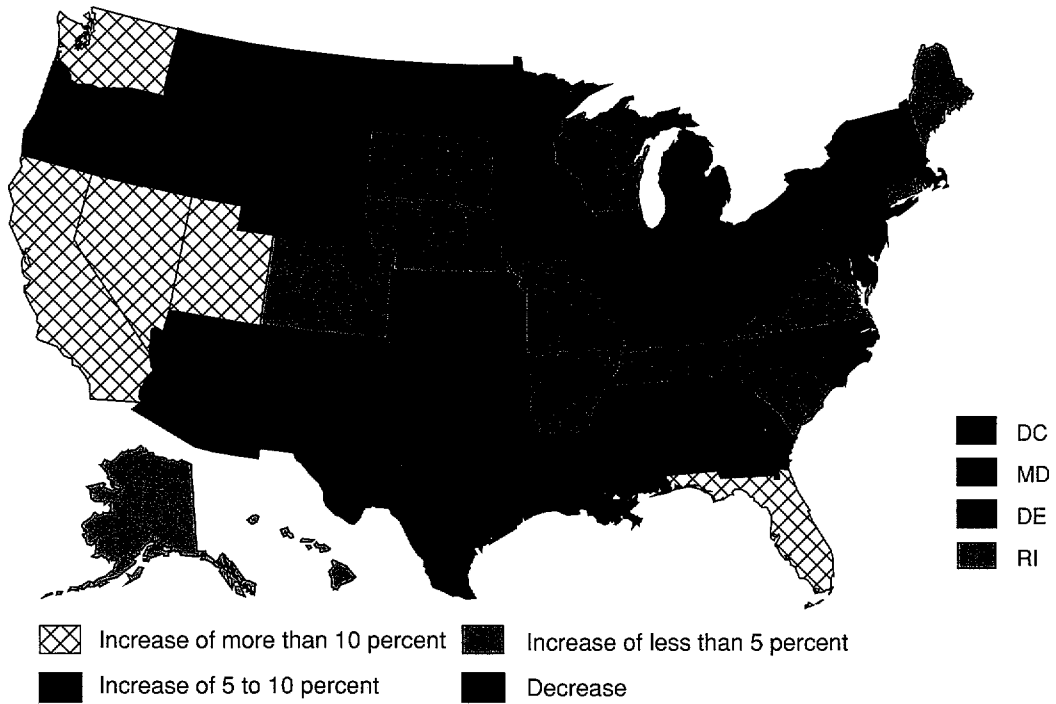 DC
MD
DE
RI
Increase of more than 10 percent
Increase of less than 5 percent
Increase of 5 to 10 percent
Decrease